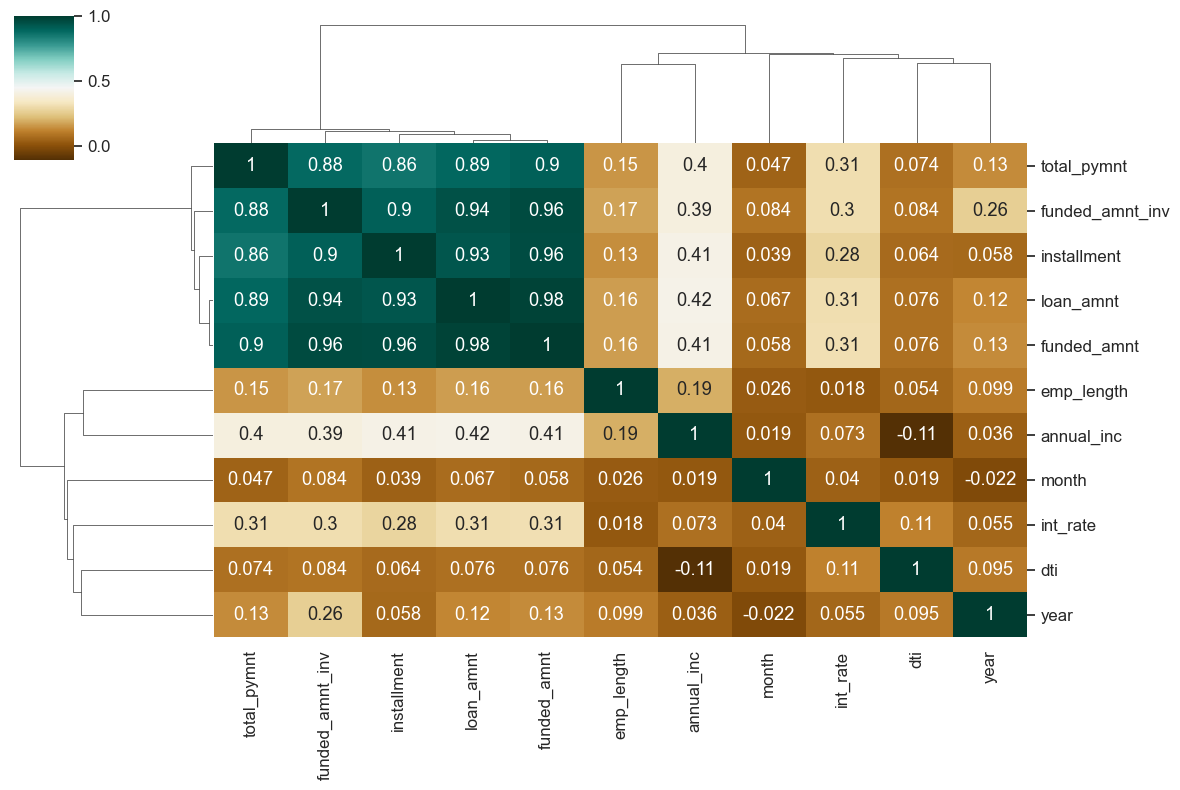 1.0
0.5
0.0
1 0.88 0.86 0.89 0.9 0.15 0.4 0.047 0.31 0.074 0.13 total_pymnt
0.88 1 0.9 0.94 0.96 0.17 0.39 0.084 0.3 0.084 0.26 funded_amnt_inv
0.86 0.9 1 0.93 0.96 0.13 0.41 0.039 0.28 0.064 0.058 installment
0.89 0.94 0.93 1 0.98 0.16 0.42 0.067 0.31 0.076 0.12 loan_amnt
0.9 0.96 0.96 0.98 1 0.16 0.41 0.058 0.31 0.076 0.13 funded_amnt
0.15 0.17 0.13 0.16 0.16 1 0.19 0.026 0.018 0.054 0.099 emp_length
0.4 0.39 0.41 0.42 0.41 0.19 1 0.019 0.073 -0.11 0.036 annual_inc
0.047 0.084 0.039 0.067 0.058 0.026 0.019 1 0.04 0.019 -0.022 month
0.31 0.3 0.28 0.31 0.31 0.018 0.073 0.04 1 0.11 0.055 int_rate
0.074 0.084 0.064 0.076 0.076 0.054 -0.11 0.019 0.11 1 0.095 dti
0.13 0.26 0.058 0.12 0.13 0.099 0.036 -0.022 0.055 0.095 1 year
total_pymnt
funded_amnt_inv
installment
loan_amnt
funded_amnt
emp_length
annual_inc
month
int_rate
dti
year